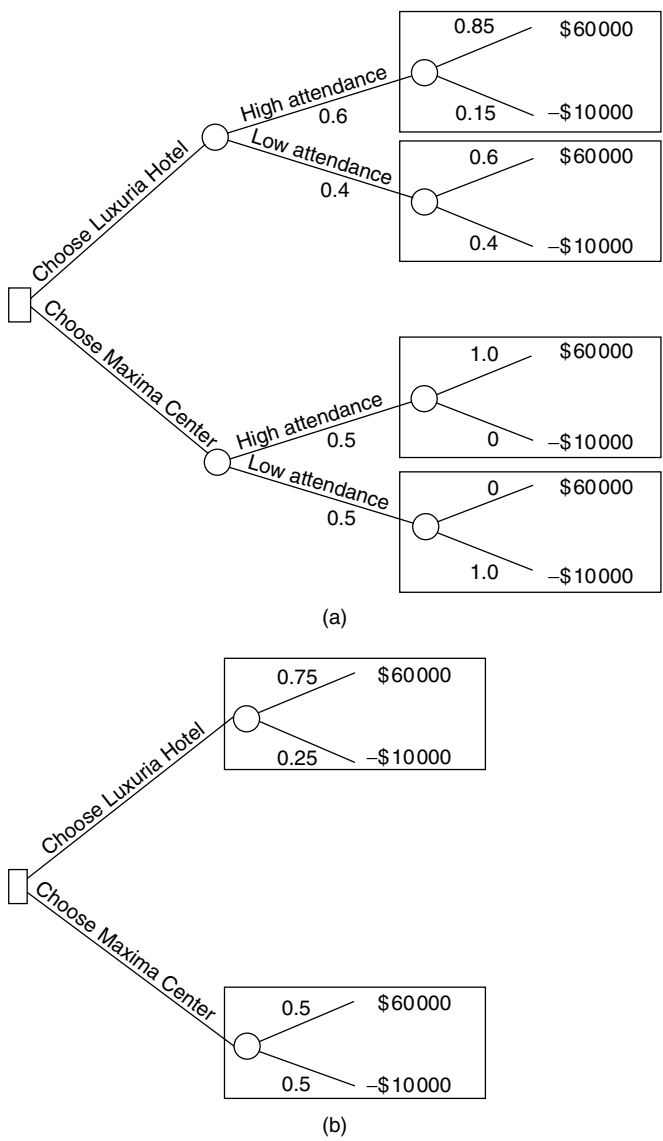 0.85 $60000
High attendance
0.6
0.15 –$10000
Low attendance
0.4
0.6 $60000
0.4 –$10000
Choose Luxuria Hotel
Choose Maxima Center
1.0 $60000
High attendance
0.5
0 –$10000
Low attendance
0.5
0 $60000
1.0 –$10000
(a)
0.75 $60000
0.25 –$10000
Choose Luxuria Hotel
Choose Maxima Center
0.5 $60000
0.5 –$10000
(b)